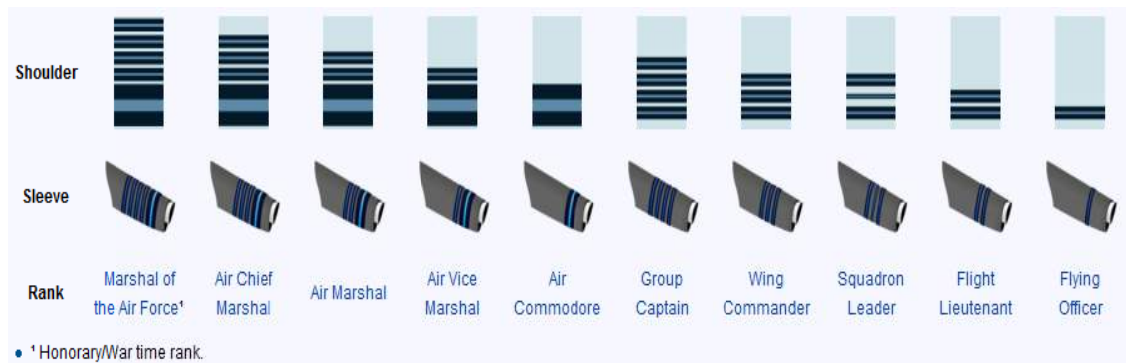 Shoulder
Sleeve
Rank
Marshal of the Air Force¹
Air Chief Marshal
Air Marshal
Air Vice Marshal
Air Commodore
Group Captain
Wing Commander
Squadron Leader
Flight Lieutenant
Flying Officer
• ¹ Honorary/War time rank.